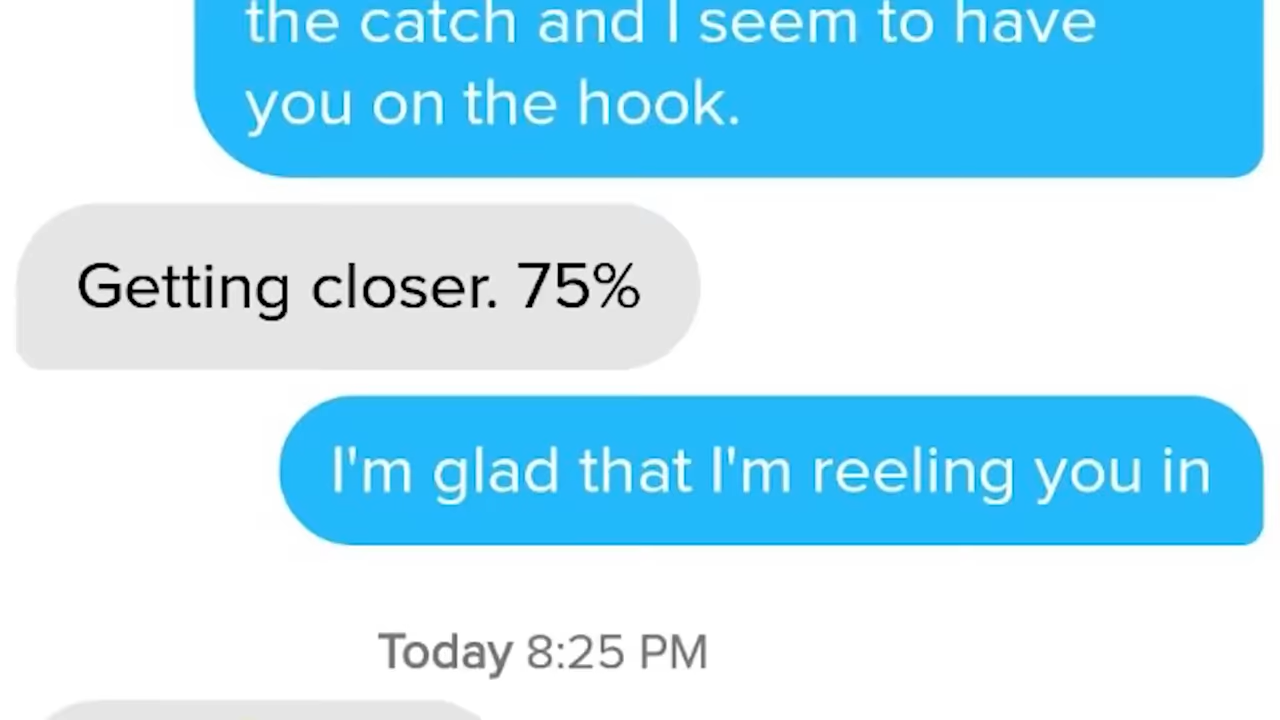 the catch and I seem to have
you on the hook.
Getting closer. 75%
I'm glad that I'm reeling you in
Today 8:25 PM